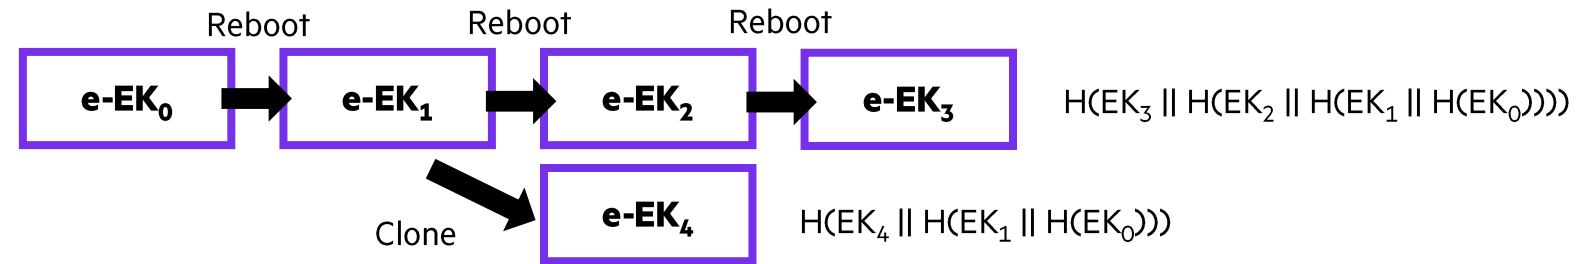 Reboot Reboot Reboot
e-EK₀ e-EK₁ e-EK₂ e-EK₃ H(EK₃ || H(EK₂ || H(EK₁ || H(EK₀))))
e-EK₄ H(EK₄ || H(EK₁ || H(EK₀)))
Clone